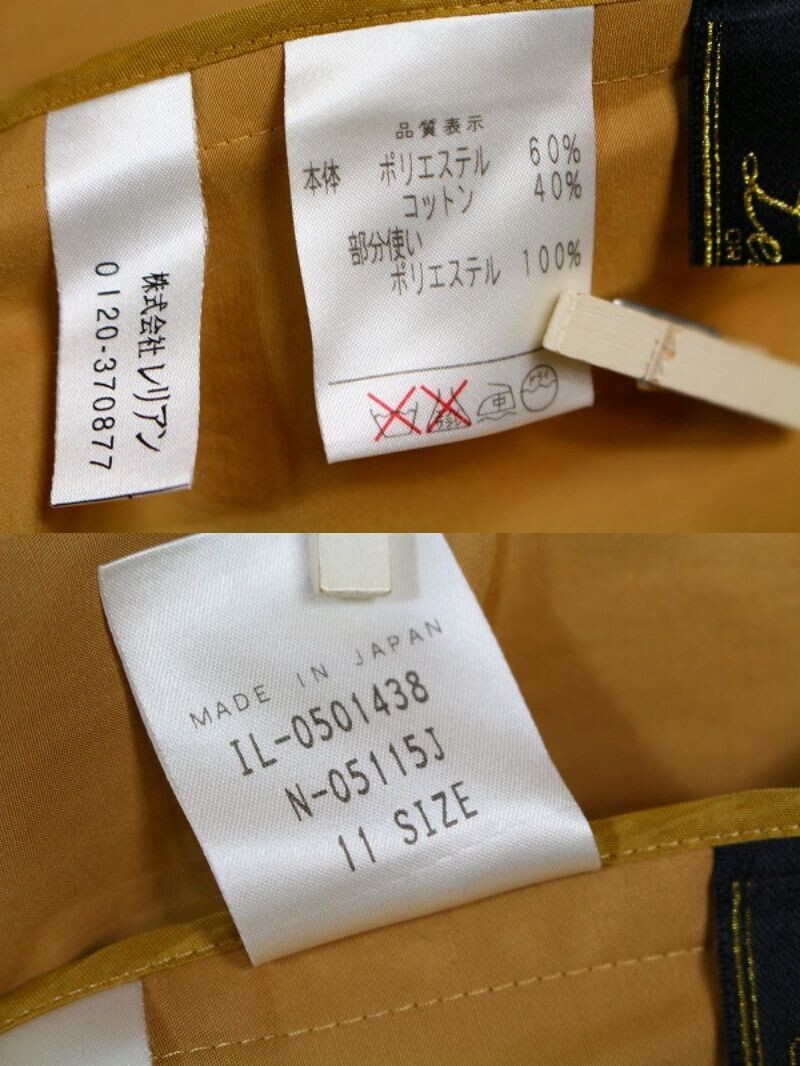 品質表示
本体 ポリエステル 60%
コットン 40%
部分使い
ポリエステル 100%
中
株式会社 レリアン
0120-370877
Le
MADE IN JAPAN
IL-0501438
N-05115J
11 SIZE